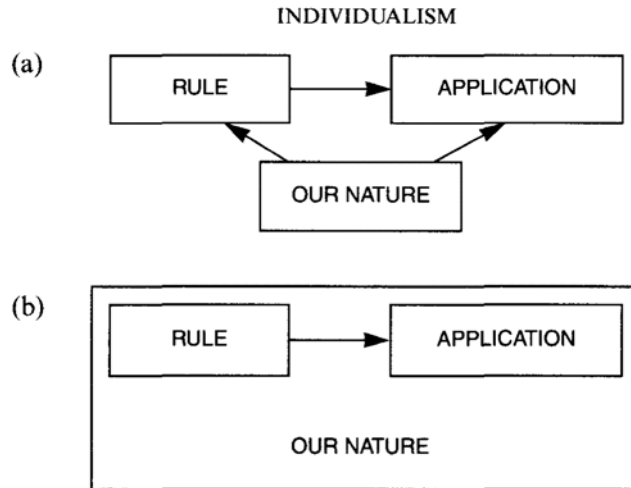 INDIVIDUALISM
(a)
RULE
APPLICATION
OUR NATURE
(b)
RULE
APPLICATION
OUR NATURE